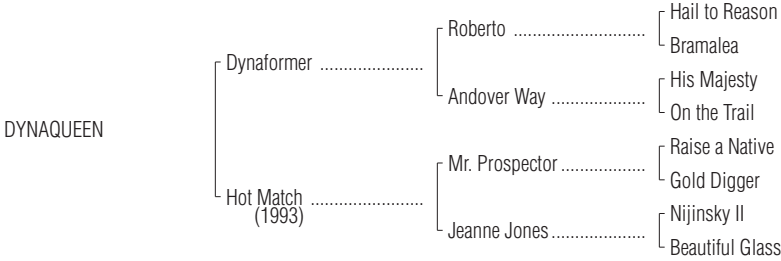 Hail to Reason
Roberto ............................
Bramalea
Dynaformer ......................
His Majesty
Andover Way ....................
On the Trail
DYNAQUEEN
Raise a Native
Mr. Prospector ..................
Gold Digger
Hot Match ........................
(1993)
Nijinsky II
Jeanne Jones ....................
Beautiful Glass